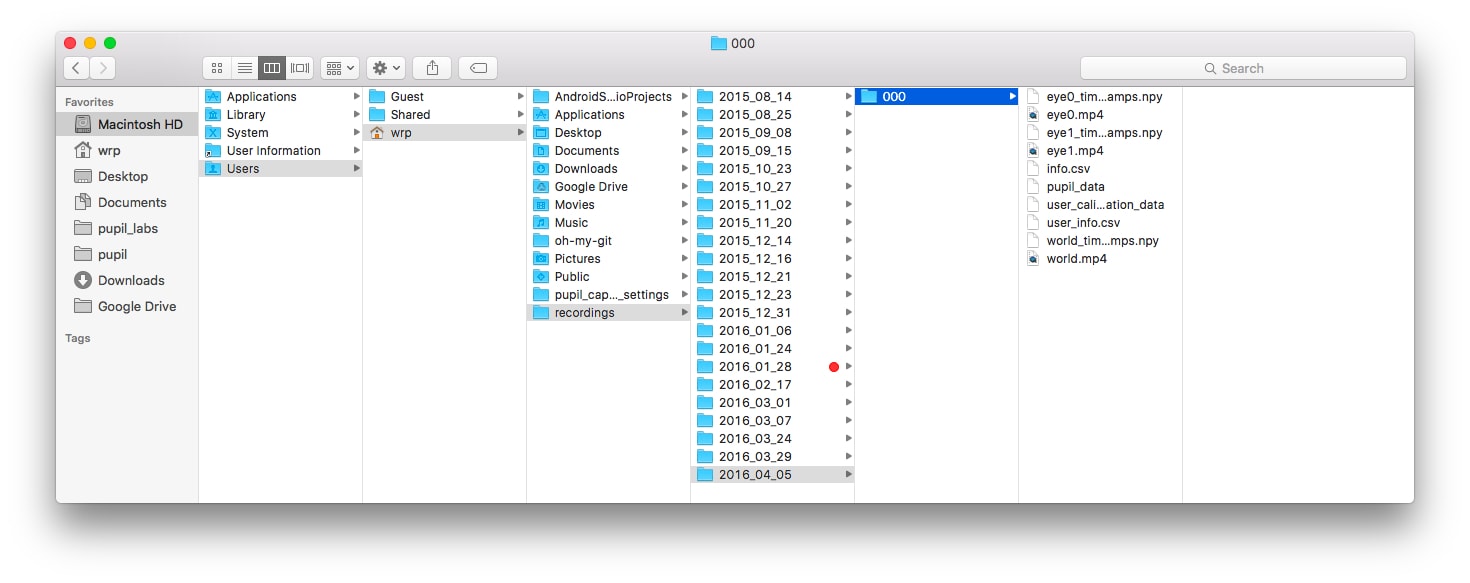 000
Search
Favorites
Macintosh HD
wrp
Desktop
Documents
pupil_labs
pupil
Downloads
Google Drive
Tags
Applications
Library
System
User Information
Users
Guest
Shared
wrp
AndroidS...ioProjects
Applications
Desktop
Documents
Downloads
Google Drive
Movies
Music
oh-my-git
Pictures
Public
pupil_cap..._settings
recordings
2015_08_14
2015_08_25
2015_09_08
2015_09_15
2015_10_23
2015_10_27
2015_11_02
2015_11_20
2015_12_14
2015_12_16
2015_12_21
2015_12_23
2015_12_31
2016_01_06
2016_01_24
2016_01_28
2016_02_17
2016_03_01
2016_03_07
2016_03_24
2016_03_29
2016_04_05
000
eye0_tim...amps.npy
eye0.mp4
eye1_tim...amps.npy
eye1.mp4
info.csv
pupil_data
user_cali...ation_data
user_info.csv
world_tim...mps.npy
world.mp4